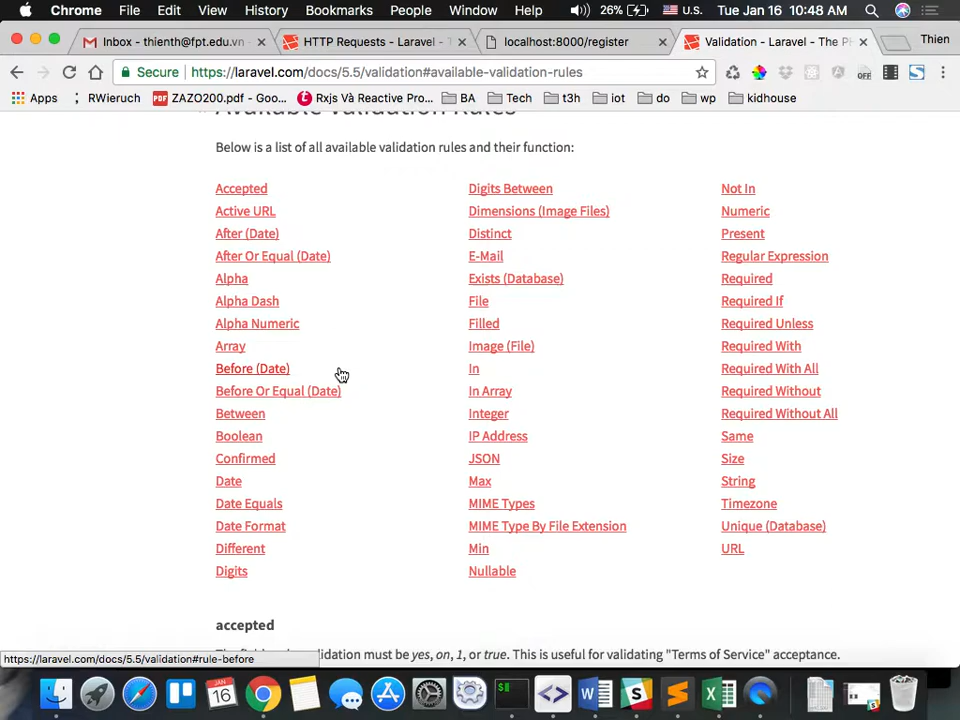 Chrome File Edit View History Bookmarks People Window Help 26% U.S. Tue Jan 16 10:48 AM
Inbox - thienth@fpt.edu.vn - HTTP Requests - Laravel - T localhost:8000/register Validation - Laravel - The PH Thien
Secure https://laravel.com/docs/5.5/validation#available-validation-rules OFF
Apps RWieruch ZAZO200.pdf - Goo... Rxjs Và Reactive Pro... BA Tech t3h iot do wp kidhouse
Available Validation Rules
Below is a list of all available validation rules and their function:
Accepted
Active URL
After (Date)
After Or Equal (Date)
Alpha
Alpha Dash
Alpha Numeric
Array
Before (Date)
Before Or Equal (Date)
Between
Boolean
Confirmed
Date
Date Equals
Date Format
Different
Digits
Digits Between
Dimensions (Image Files)
Distinct
E-Mail
Exists (Database)
File
Filled
Image (File)
In
In Array
Integer
IP Address
JSON
Max
MIME Types
MIME Type By File Extension
Min
Nullable
Not In
Numeric
Present
Regular Expression
Required
Required If
Required Unless
Required With
Required With All
Required Without
Required Without All
Same
Size
String
Timezone
Unique (Database)
URL
accepted
validation must be yes, on, 1, or true. This is useful for validating "Terms of Service" acceptance.
https://laravel.com/docs/5.5/validation#rule-before
JAN
16